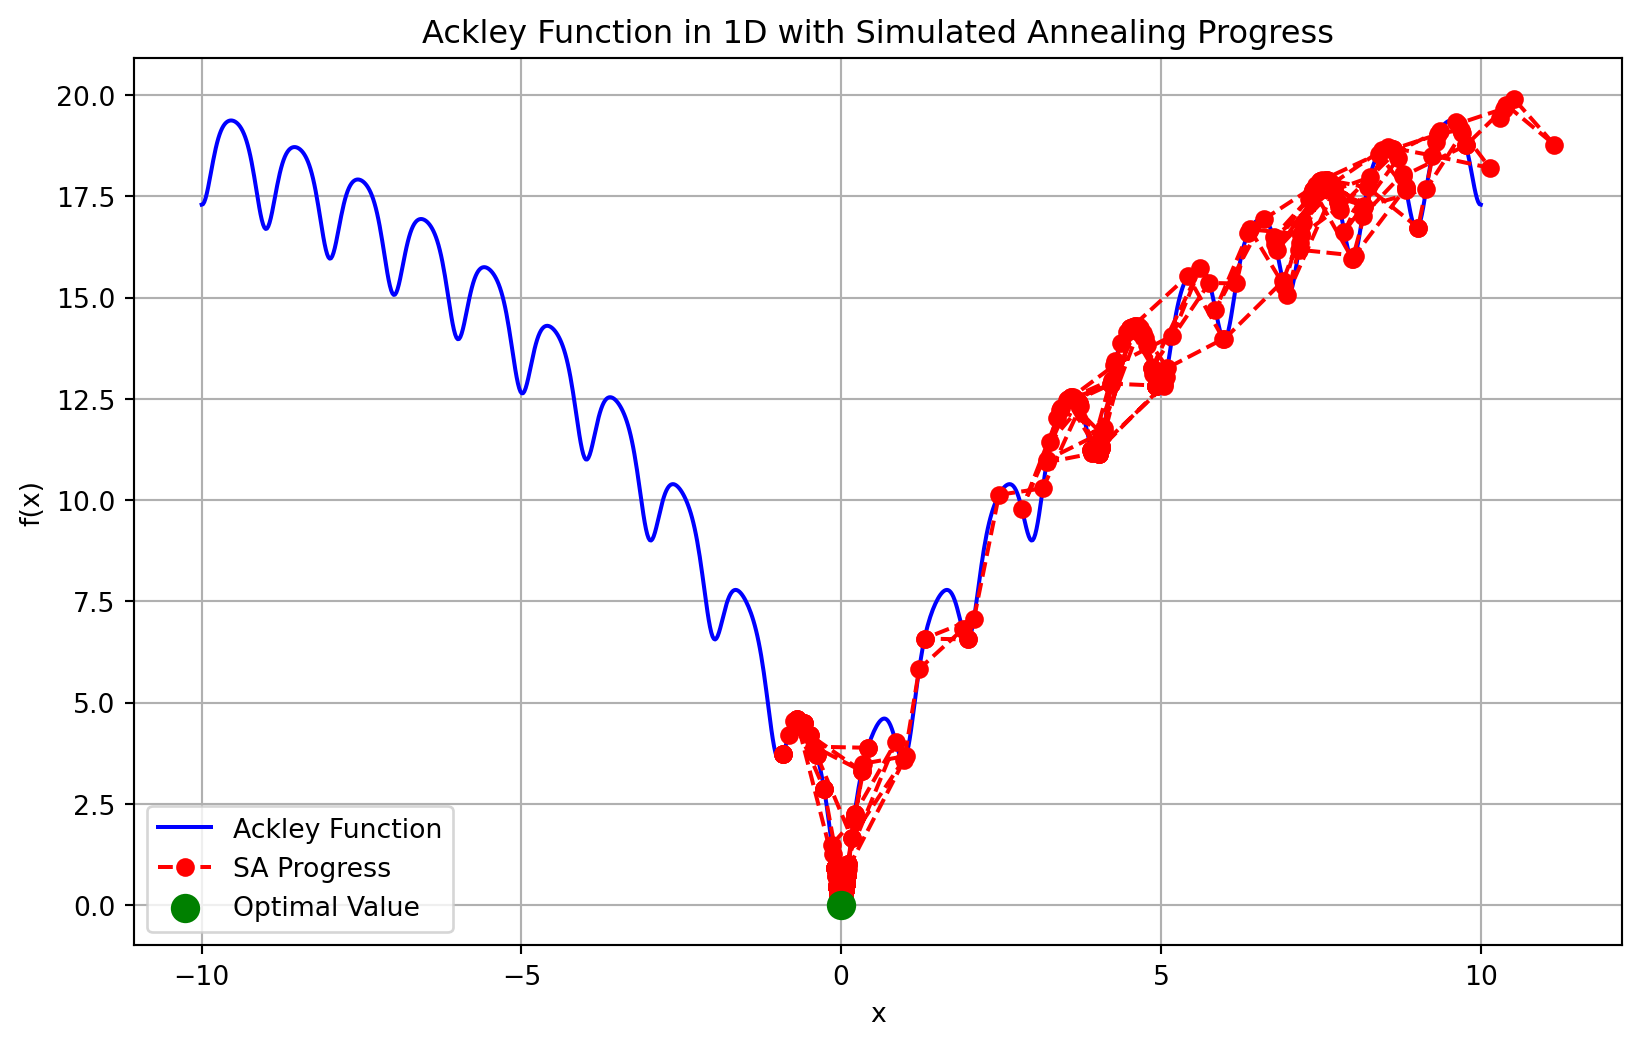 Ackley Function in 1D with Simulated Annealing Progress
20.0
17.5
15.0
12.5
10.0
7.5
5.0
2.5
0.0
f(x)
Ackley Function
SA Progress
Optimal Value
−10
−5
0
5
10
x